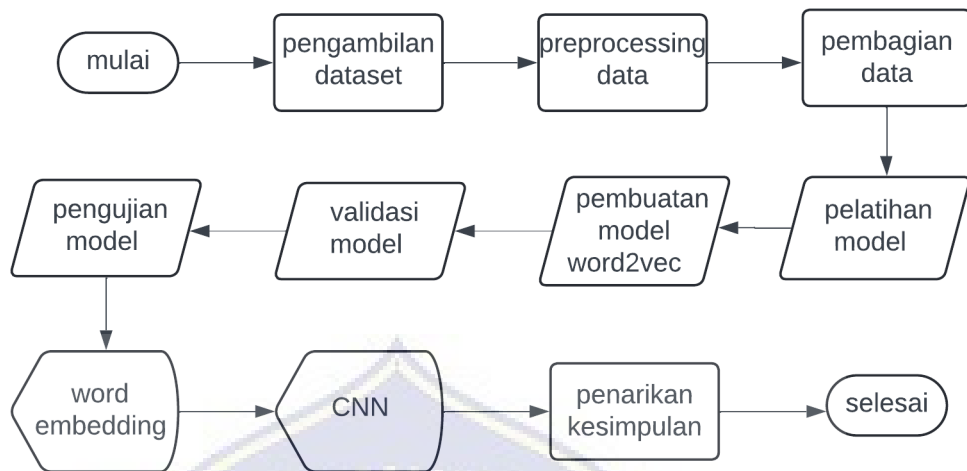 mulai
pengambilan
dataset
preprocessing
data
pembagian
data
pelatihan
model
pembuatan
model
word2vec
validasi
model
pengujian
model
word
embedding
CNN
penarikan
kesimpulan
selesai